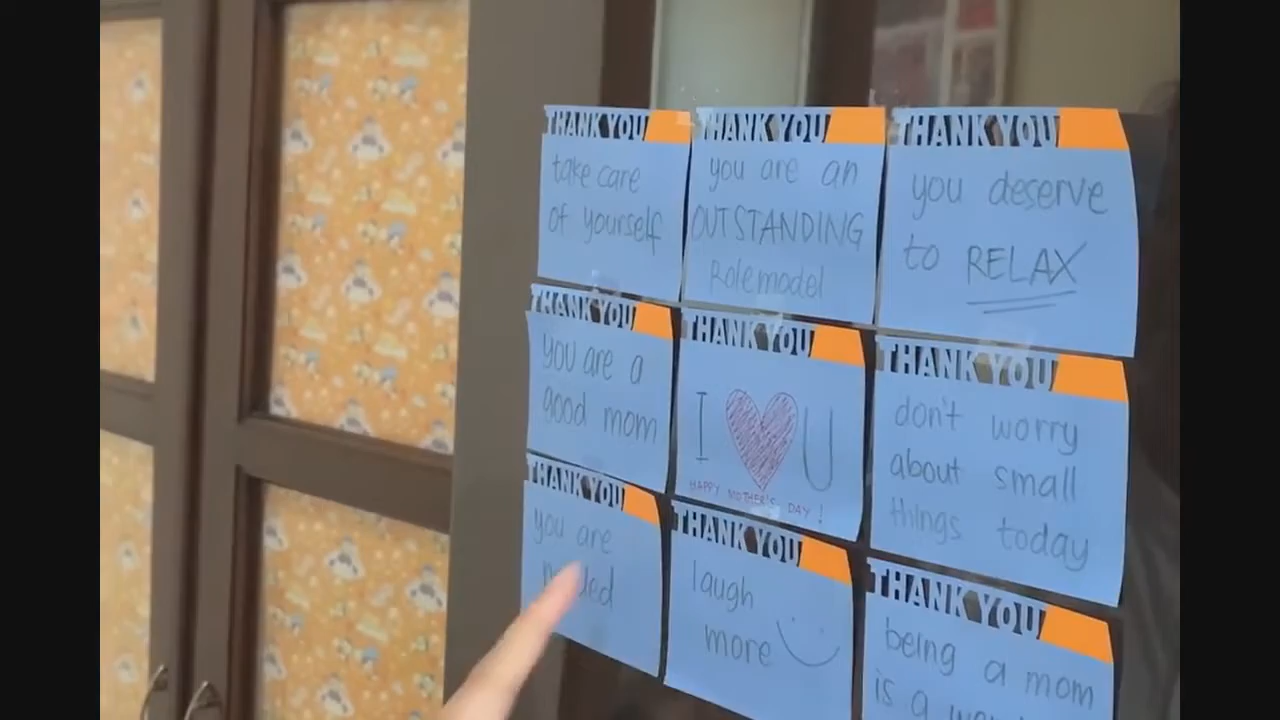 THANK YOU
take care
of yourself
THANK YOU
you are an
OUTSTANDING
Rolemodel
THANK YOU
you deserve
to RELAX
THANK YOU
you are a
good mom
THANK YOU
I U
HAPPY MOTHER'S DAY!
THANK YOU
don't worry
about small
things today
THANK YOU
you are
THANK YOU
laugh
more
THANK YOU
being a mom
is a